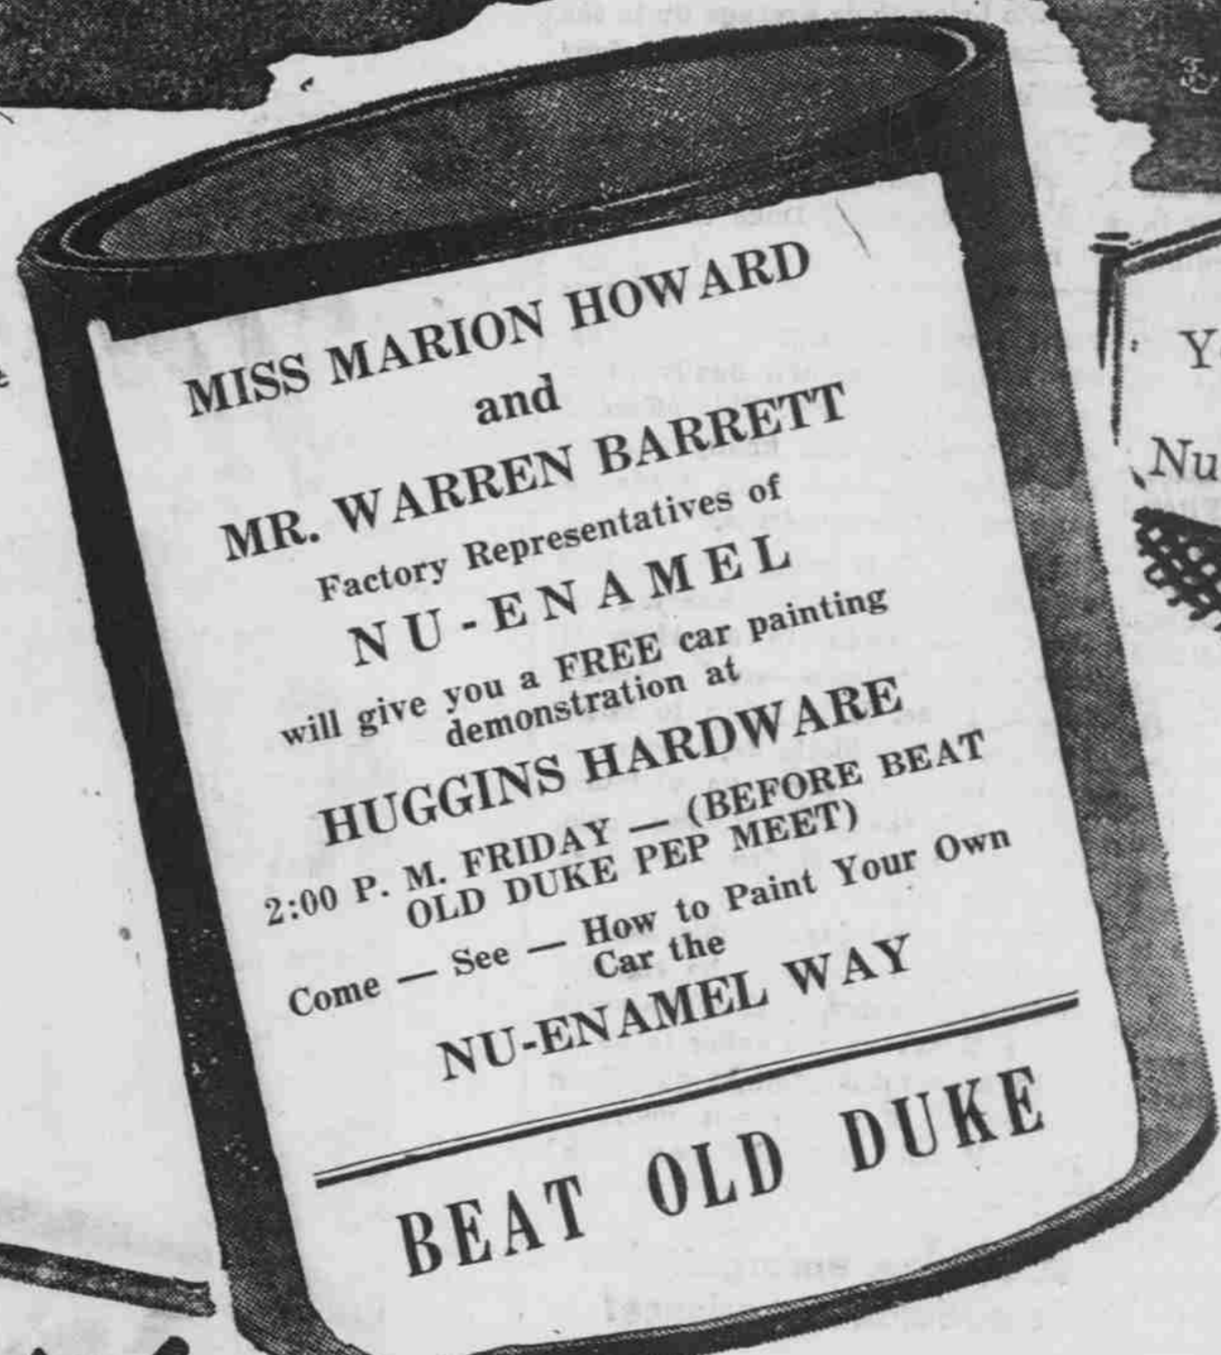 MISS MARION HOWARD
and
MR. WARREN BARRETT
Factory Representatives of
NU-ENAMEL
will give you a FREE car painting
demonstration at
HUGGINS HARDWARE
2:00 P. M. FRIDAY — (BEFORE BEAT
OLD DUKE PEP MEET)
Come — See — How to Paint Your Own
Car the
NU-ENAMEL WAY
BEAT OLD DUKE
Nu